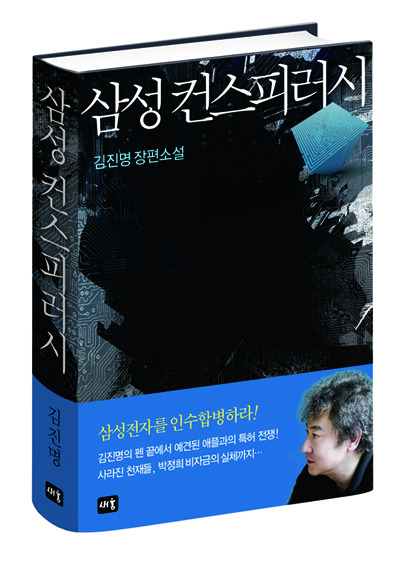 삼성 컨스피러시
김진명 장편소설
삼성전자를 인수합병하라!
김진명의 펜 끝에서 예견된 애플과의 특허 전쟁!
사라진 천재들, 박정희 비자금의 실체까지…
삼성 컨스피러시
김진명
새움